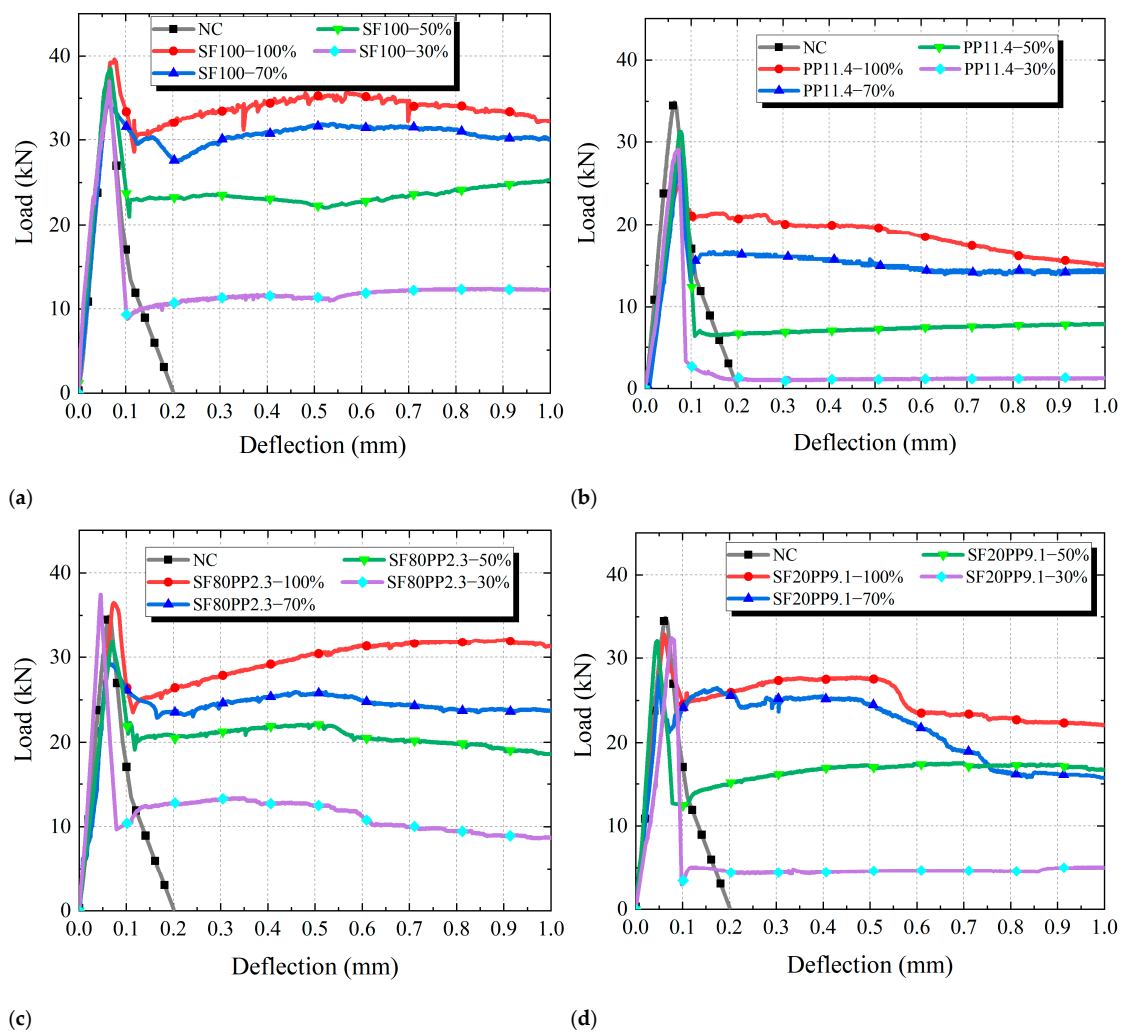 NC
SF100−50%
SF100−100%
SF100−30%
SF100−70%
40
30
20
10
0
Load (kN)
0.0 0.1 0.2 0.3 0.4 0.5 0.6 0.7 0.8 0.9 1.0
Deflection (mm)
(a)
NC
PP11.4−50%
PP11.4−100%
PP11.4−30%
PP11.4−70%
40
30
20
10
0
Load (kN)
0.0 0.1 0.2 0.3 0.4 0.5 0.6 0.7 0.8 0.9 1.0
Deflection (mm)
(b)
NC
SF80PP2.3−50%
SF80PP2.3−100%
SF80PP2.3−30%
SF80PP2.3−70%
40
30
20
10
0
Load (kN)
0.0 0.1 0.2 0.3 0.4 0.5 0.6 0.7 0.8 0.9 1.0
Deflection (mm)
(c)
NC
SF20PP9.1−50%
SF20PP9.1−100%
SF20PP9.1−30%
SF20PP9.1−70%
40
30
20
10
0
Load (kN)
0.0 0.1 0.2 0.3 0.4 0.5 0.6 0.7 0.8 0.9 1.0
Deflection (mm)
(d)